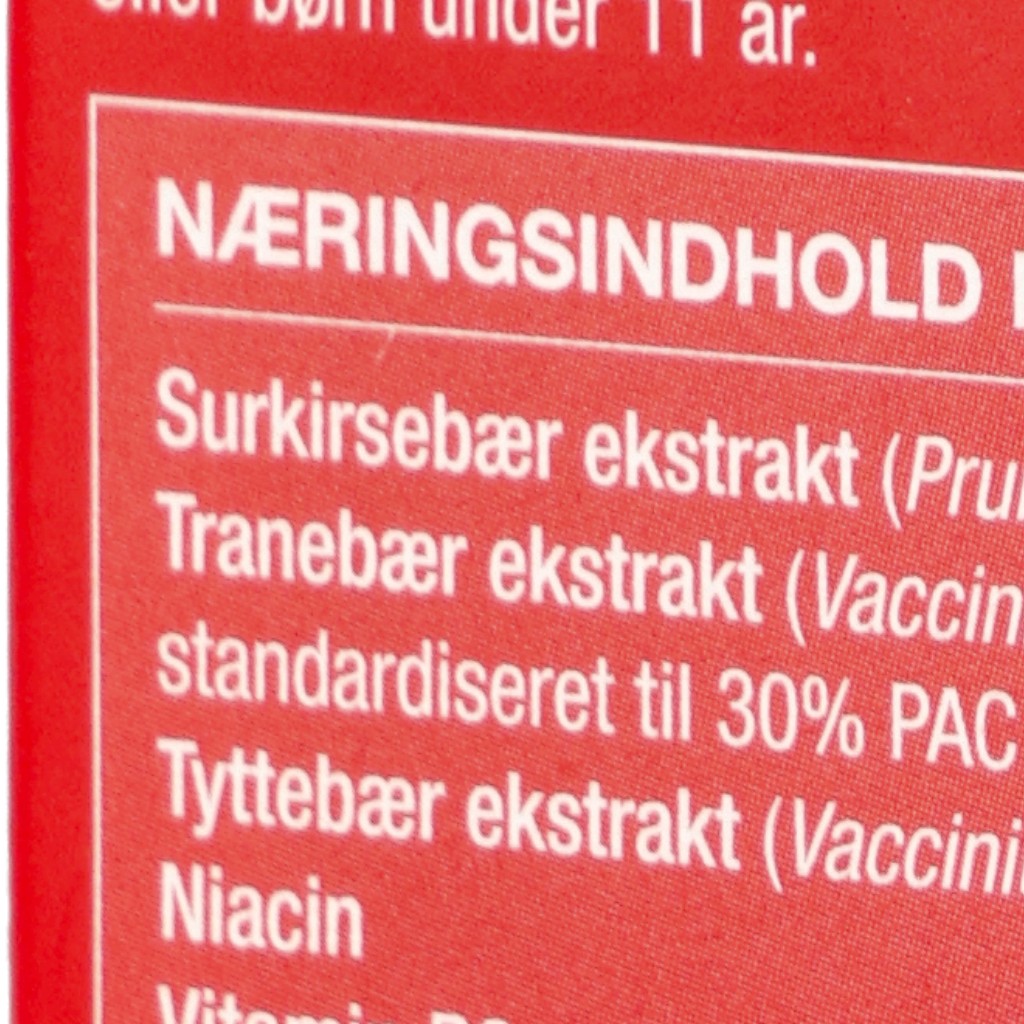 eller børn under 11 år.
NÆRINGSINDHOLD
Surkirsebær ekstrakt (Pru
Tranebær ekstrakt (Vaccin
standardiseret til 30% PAC
Tyttebær ekstrakt (Vaccini
Niacin
Vitamin